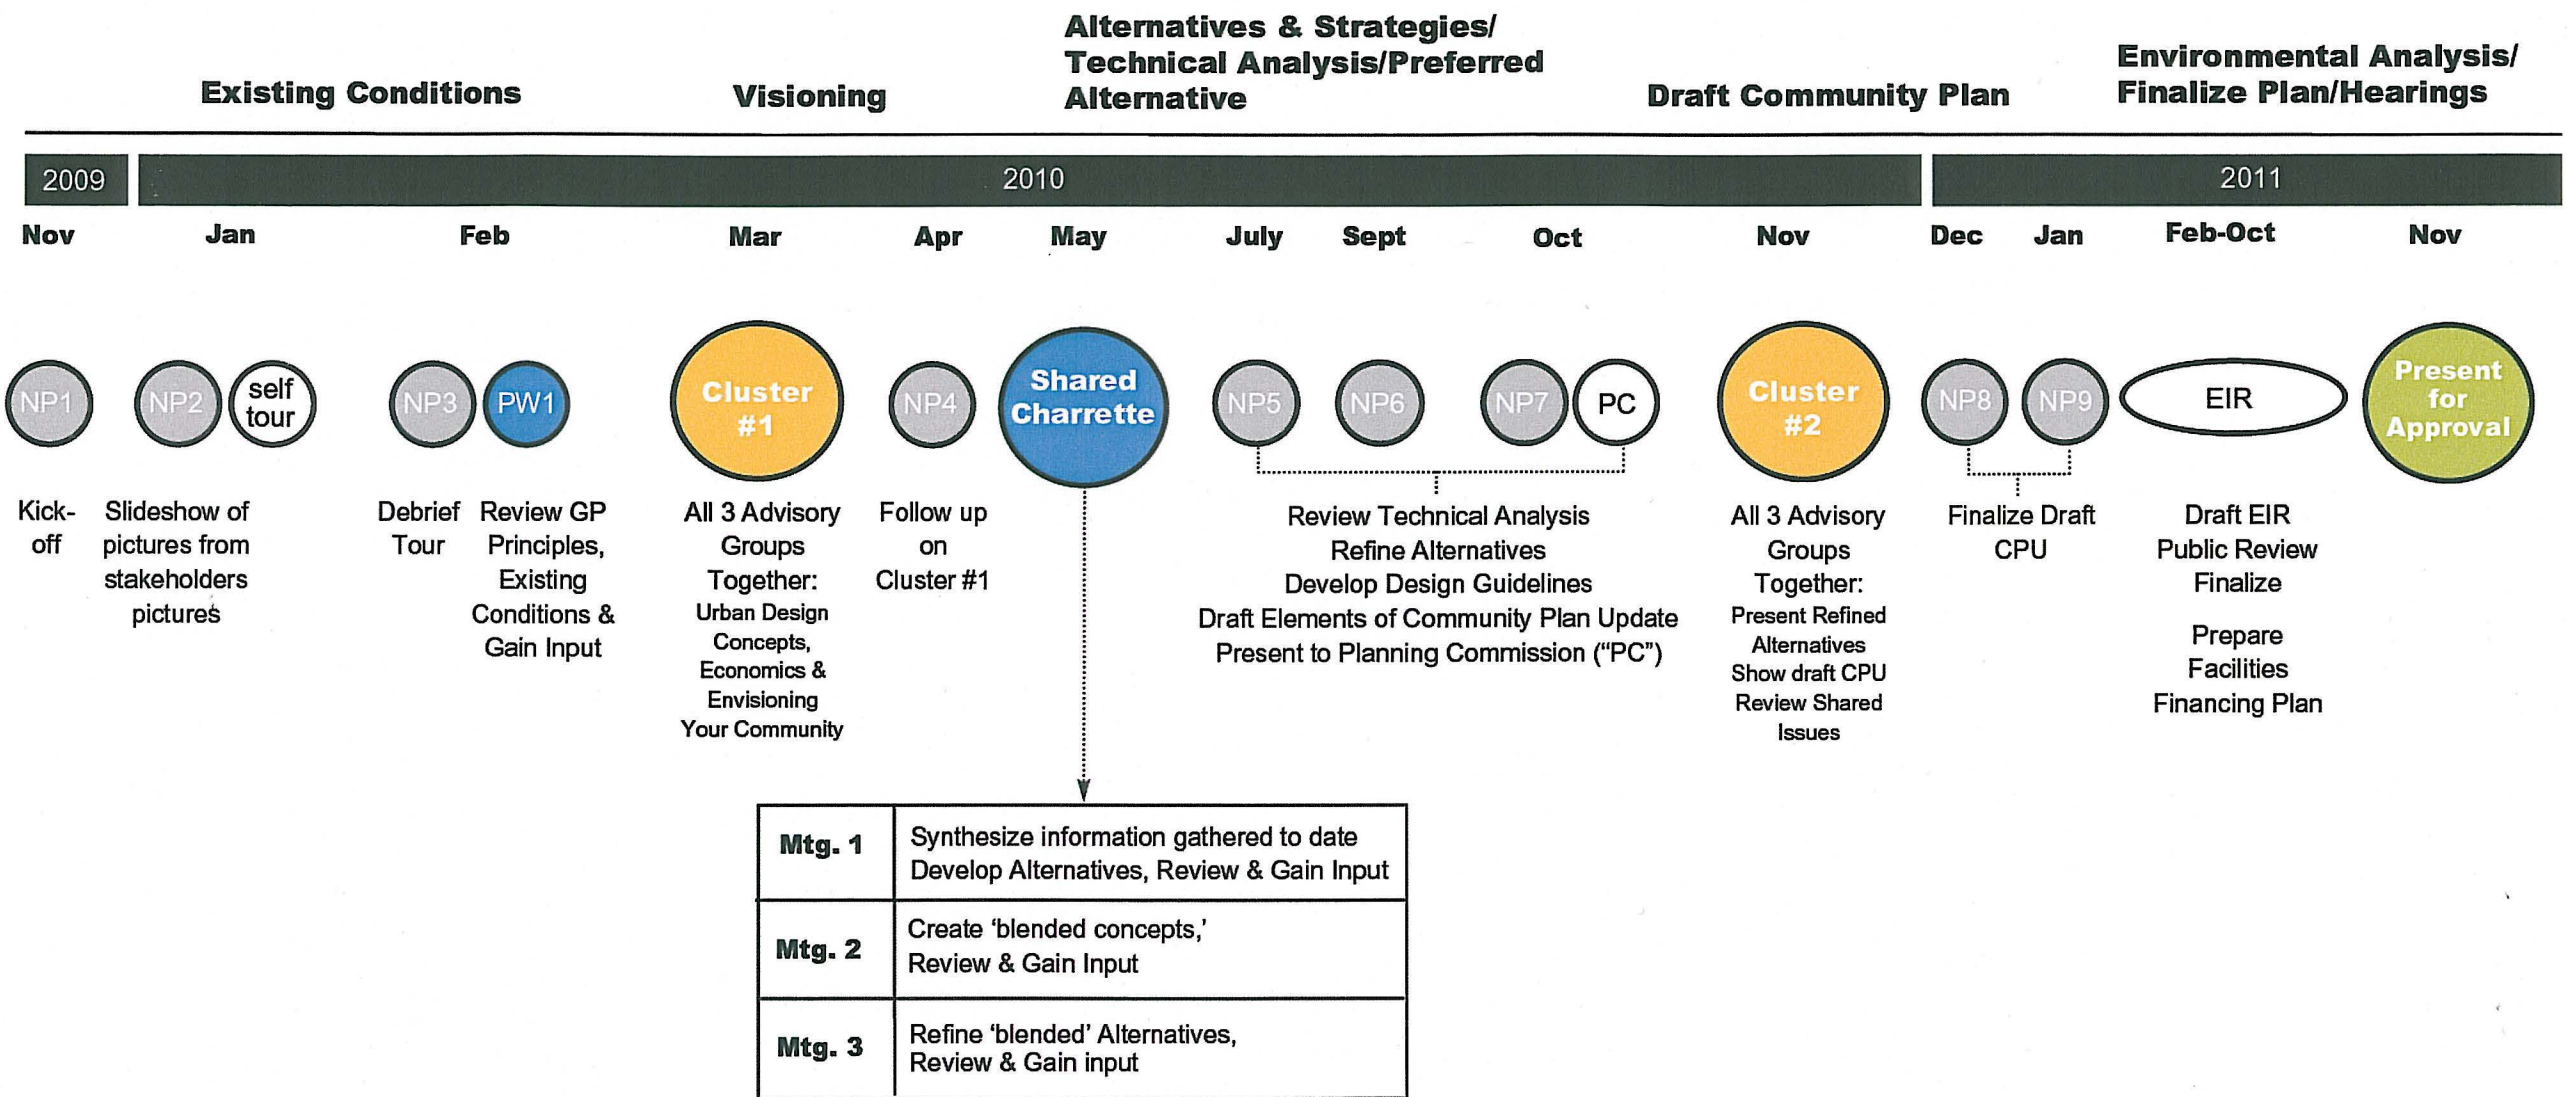 Existing Conditions
Visioning
Alternatives & Strategies/
Technical Analysis/Preferred
Alternative
Draft Community Plan
Environmental Analysis/
Finalize Plan/Hearings
2009
2010
2011
Nov
Jan
Feb
Mar
Apr
May
July
Sept
Oct
Nov
Dec
Jan
Feb-Oct
Nov
NP1
NP2
self
tour
NP3
PW1
Cluster
#1
NP4
Shared
Charrette
NP5
NP6
NP7
PC
Cluster
#2
NP8
NP9
EIR
Present
for
Approval
Kick-
off
Slideshow of
pictures from
stakeholders
pictures
Debrief
Tour
Review GP
Principles,
Existing
Conditions &
Gain Input
All 3 Advisory
Groups
Together:
Urban Design
Concepts,
Economics &
Envisioning
Your Community
Follow up
on
Cluster #1
Review Technical Analysis
Refine Alternatives
Develop Design Guidelines
Draft Elements of Community Plan Update
Present to Planning Commission (“PC”)
All 3 Advisory
Groups
Together:
Present Refined
Alternatives
Show draft CPU
Review Shared
Issues
Finalize Draft
CPU
Draft EIR
Public Review
Finalize
Prepare
Facilities
Financing Plan
Mtg. 1
Synthesize information gathered to date
Develop Alternatives, Review & Gain Input
Mtg. 2
Create ‘blended concepts,’
Review & Gain Input
Mtg. 3
Refine ‘blended’ Alternatives,
Review & Gain input